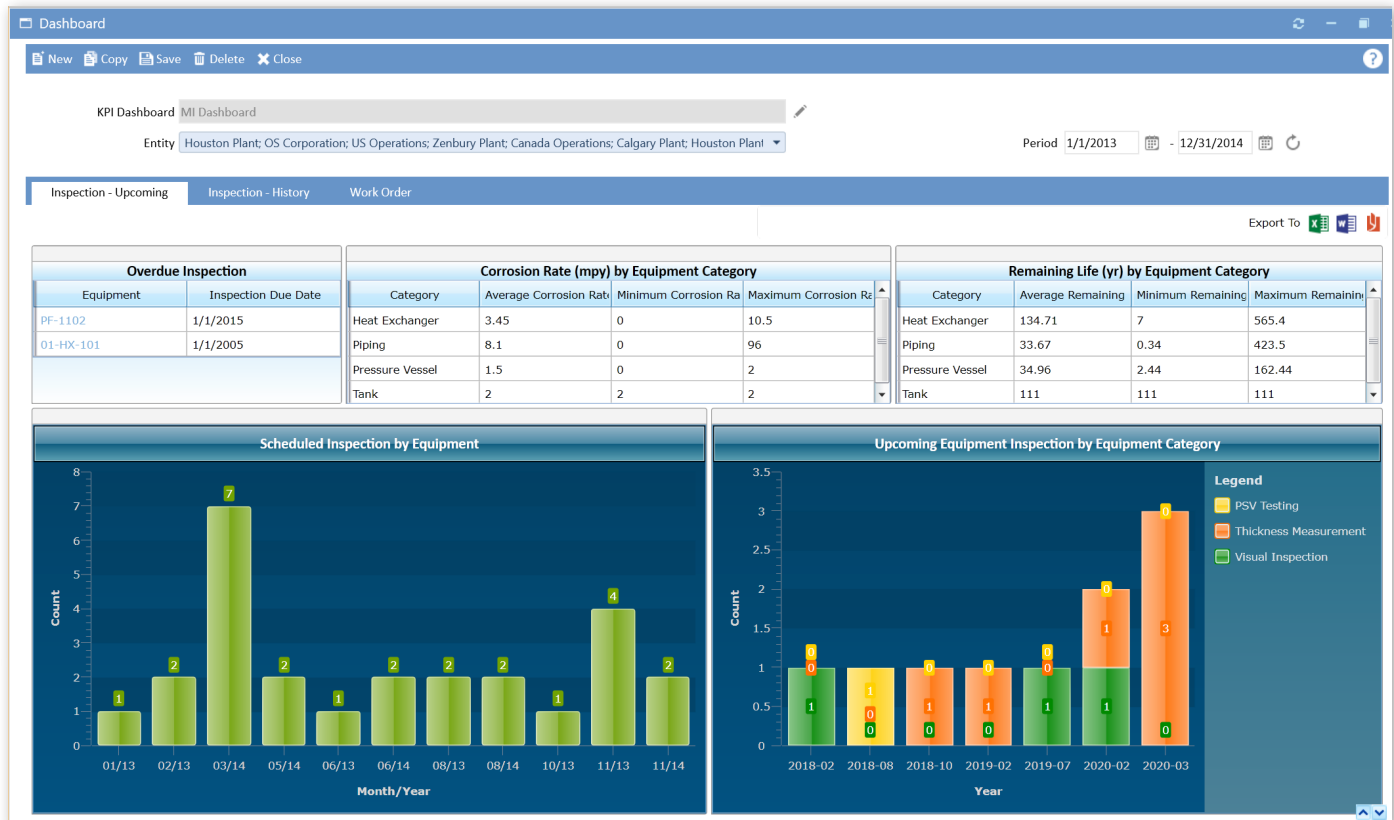 Dashboard
New Copy Save Delete Close ?
KPI Dashboard MI Dashboard
Entity Houston Plant; OS Corporation; US Operations; Zenbury Plant; Canada Operations; Calgary Plant; Houston Plant
Period 1/1/2013 - 12/31/2014
Inspection - Upcoming Inspection - History Work Order
Export To
Overdue Inspection
Equipment Inspection Due Date
PF-1102 1/1/2015
01-HX-101 1/1/2005
Corrosion Rate (mpy) by Equipment Category
Category Average Corrosion Rat Minimum Corrosion Ra Maximum Corrosion Ra
Heat Exchanger 3.45 0 10.5
Piping 8.1 0 96
Pressure Vessel 1.5 0 2
Tank 2 2 2
Remaining Life (yr) by Equipment Category
Category Average Remaining Minimum Remaining Maximum Remaining
Heat Exchanger 134.71 7 565.4
Piping 33.67 0.34 423.5
Pressure Vessel 34.96 2.44 162.44
Tank 111 111 111
Scheduled Inspection by Equipment
Count
8
7
6
5
4
3
2
1
0
1 2 7 2 1 2 2 2 1 4 2
01/13 02/13 03/14 05/14 06/13 06/14 08/13 08/14 10/13 11/13 11/14
Month/Year
Upcoming Equipment Inspection by Equipment Category
Count
3.5
3
2.5
2
1.5
1
0.5
0
0 1 0 0 0 0 0
0 0 1 1 0 1 3
1 0 0 0 1 1 0
2018-02 2018-08 2018-10 2019-02 2019-07 2020-02 2020-03
Year
Legend
PSV Testing
Thickness Measurement
Visual Inspection